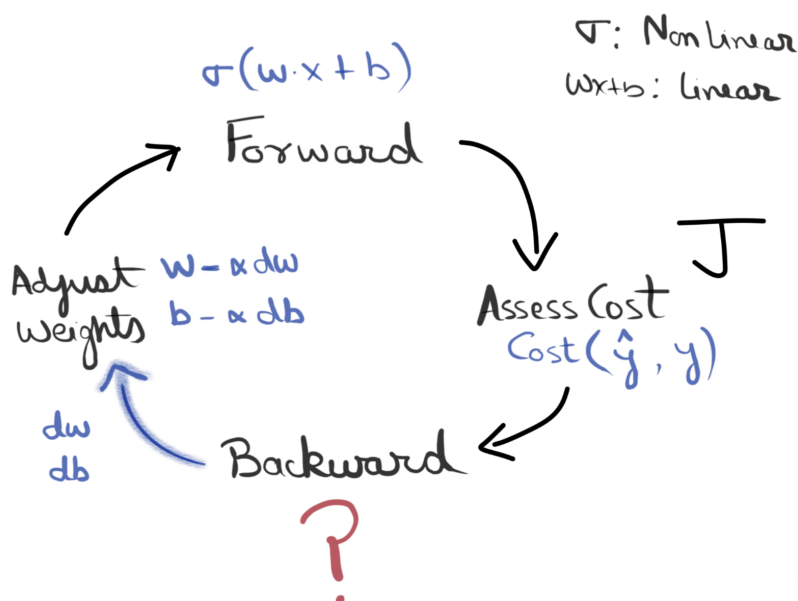 σ: Non Linear
wx+b: Linear
σ(w·x+b)
Forward
J
Assess Cost
Cost(ŷ, y)
Adjust
Weights
w - α dw
b - α db
dw
db
Backward
?